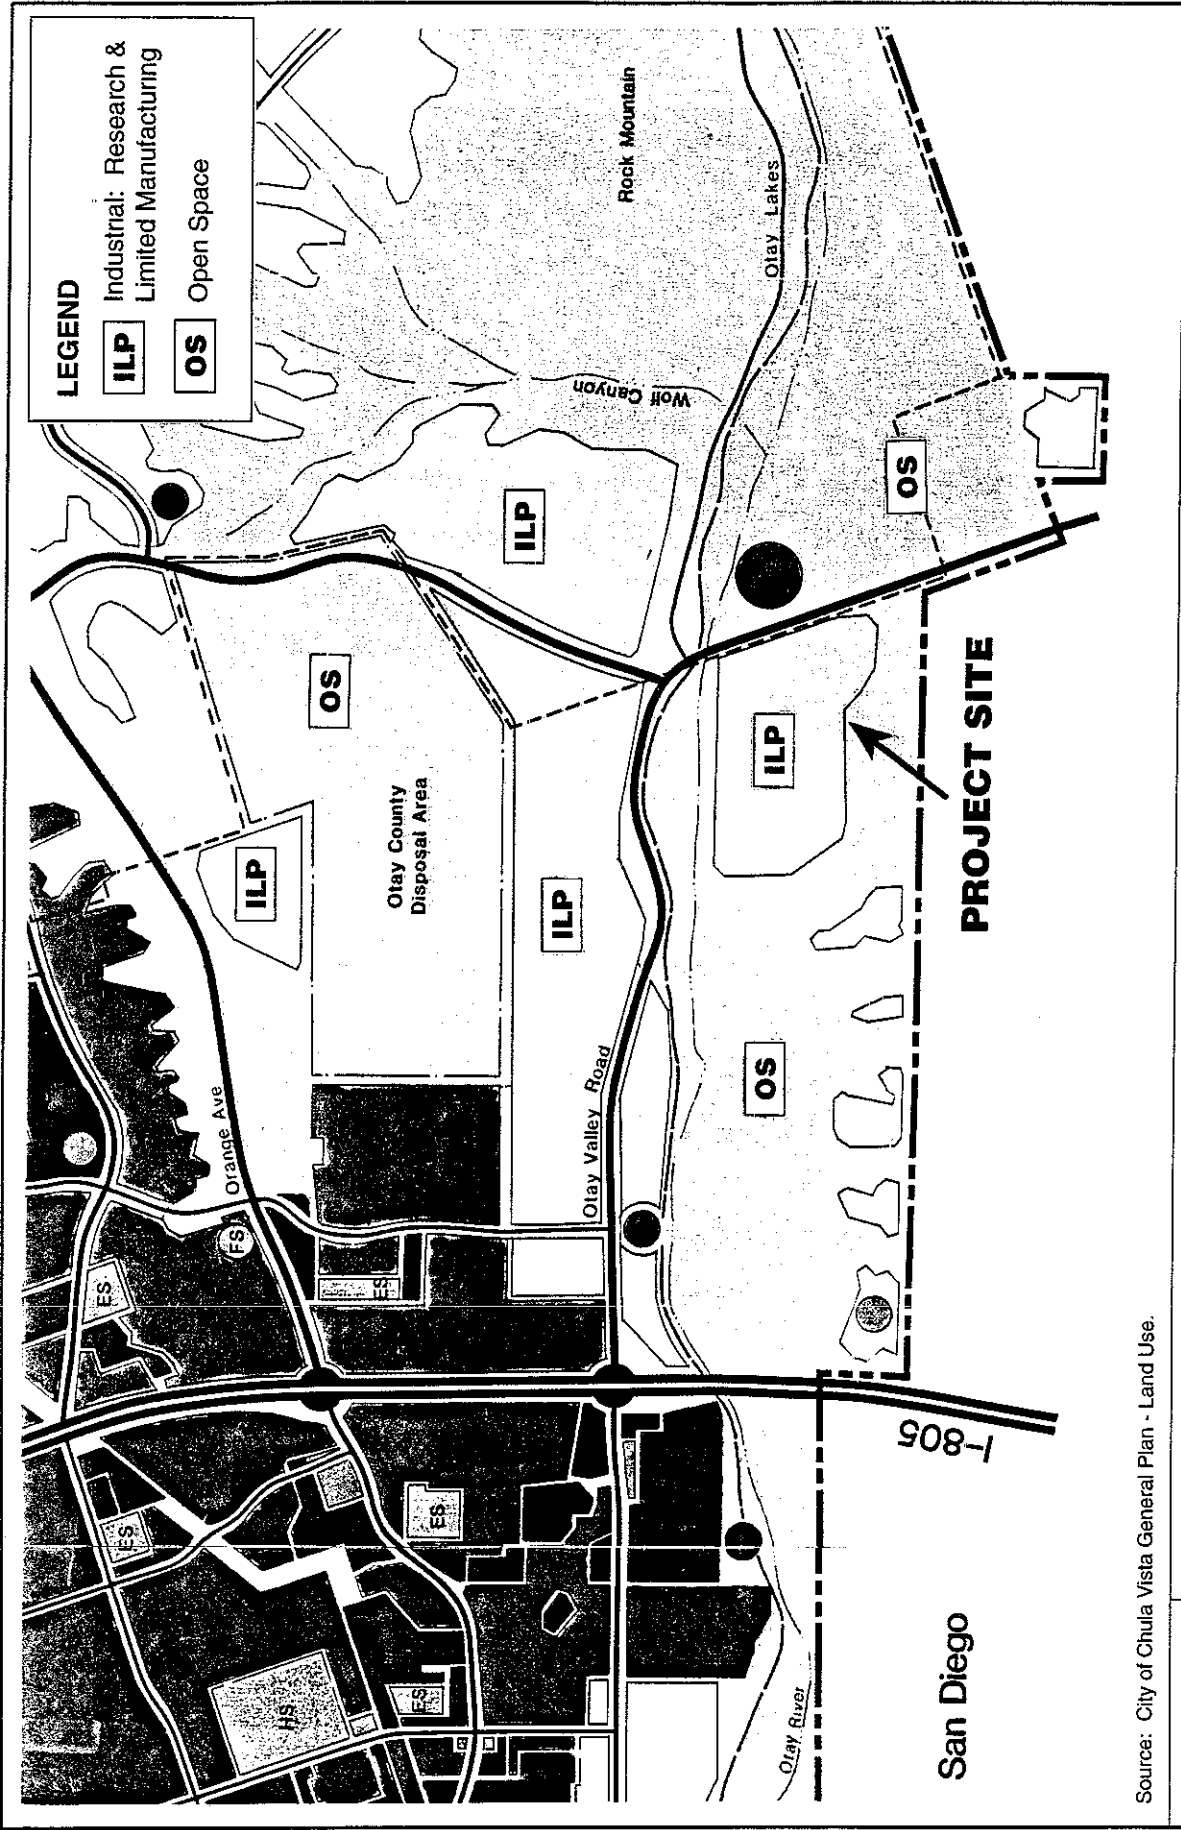 LEGEND
ILP
Industrial: Research &
Limited Manufacturing
OS
Open Space
Rock Mountain
Otay Lakes
Wolf Canyon
ILP
OS
OS
Otay County
Disposal Area
ILP
ILP
ILP
PROJECT SITE
OS
Orange Ave
Otay Valley Road
FS
ES
ES
ES
ES
ES
HS
I-805
Otay River
San Diego
Source: City of Chula Vista General Plan - Land Use.